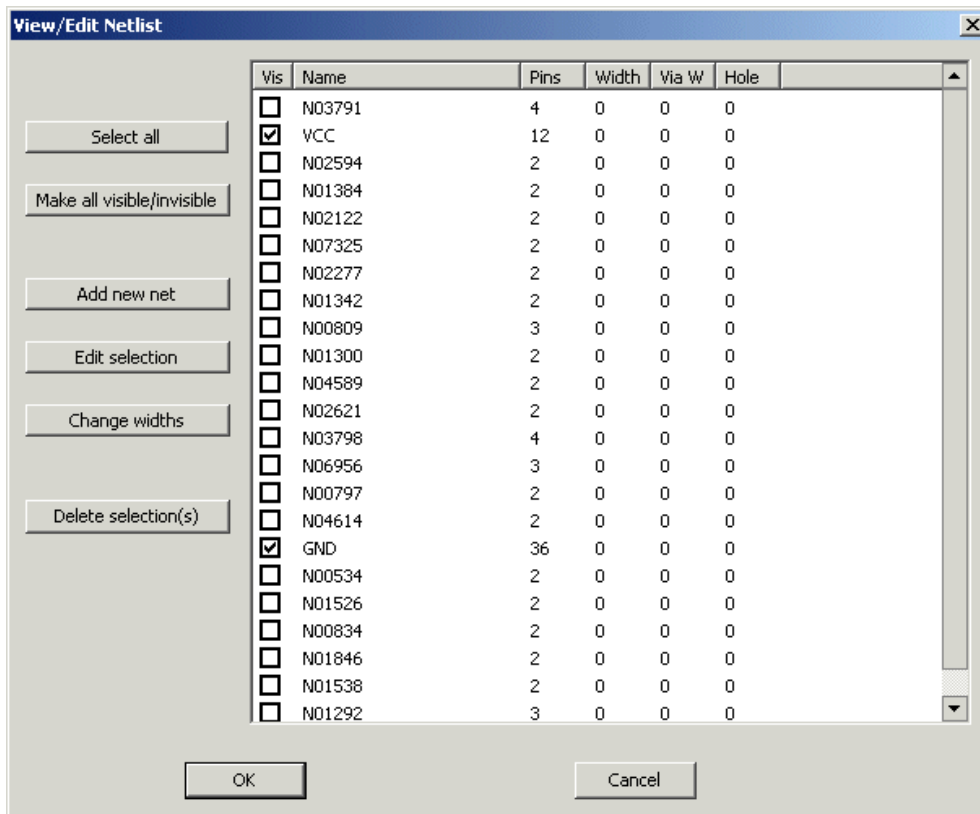 View/Edit Netlist
Vis Name Pins Width Via W Hole
N03791 4 0 0 0
Select all
VCC 12 0 0 0
N02594 2 0 0 0
N01384 2 0 0 0
Make all visible/invisible
N02122 2 0 0 0
N07325 2 0 0 0
N02277 2 0 0 0
Add new net
N01342 2 0 0 0
N00809 3 0 0 0
Edit selection
N01300 2 0 0 0
N04589 2 0 0 0
N02621 2 0 0 0
Change widths
N03798 4 0 0 0
N06956 3 0 0 0
N00797 2 0 0 0
Delete selection(s)
N04614 2 0 0 0
GND 36 0 0 0
N00534 2 0 0 0
N01526 2 0 0 0
N00834 2 0 0 0
N01846 2 0 0 0
N01538 2 0 0 0
N01292 3 0 0 0
OK Cancel